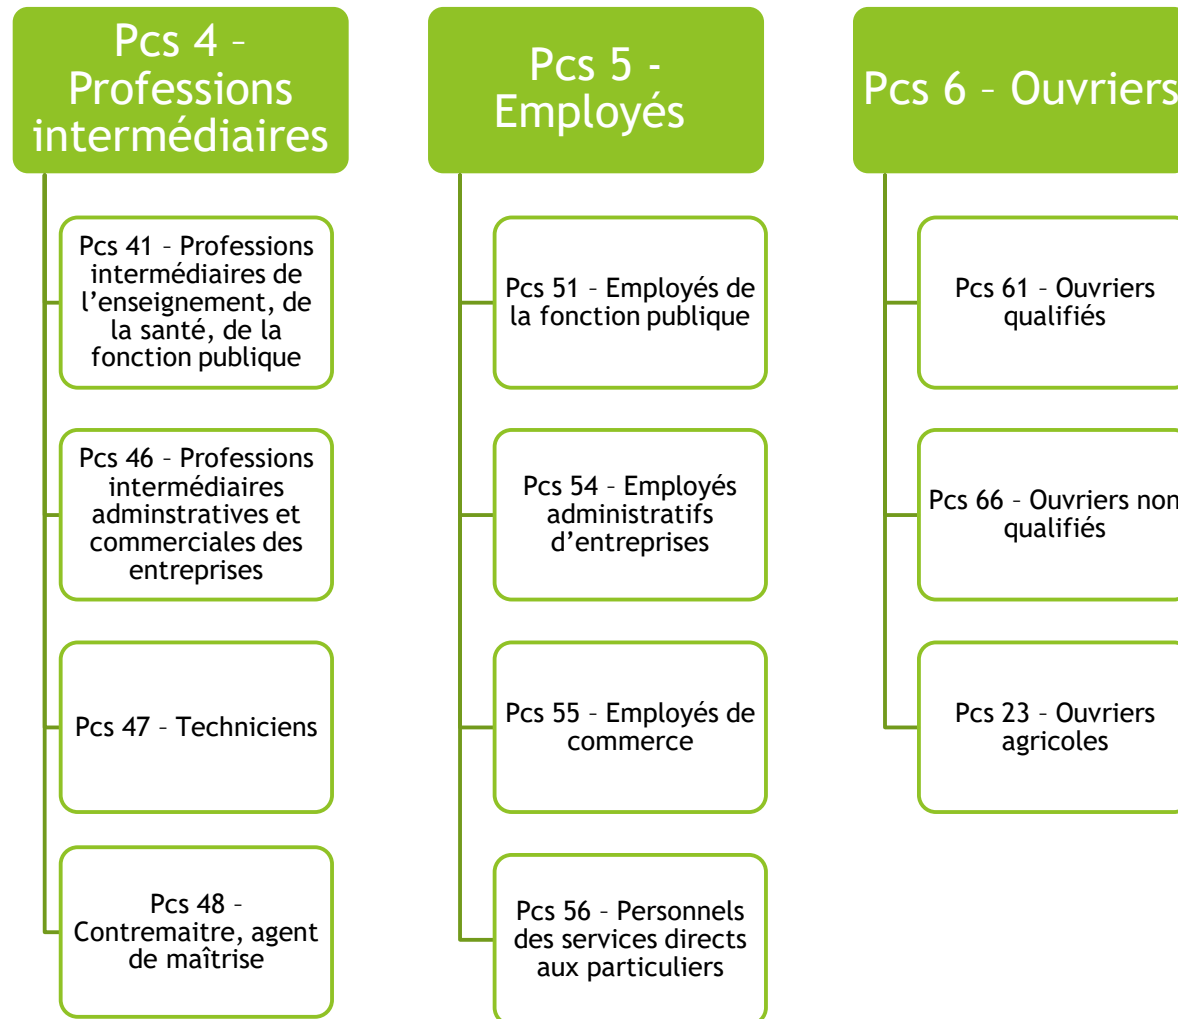 Pcs 4 –
Professions
intermédiaires
Pcs 41 – Professions
intermédiaires de
l’enseignement, de
la santé, de la
fonction publique
Pcs 46 – Professions
intermédiaires
adminstratives et
commerciales des
entreprises
Pcs 47 – Techniciens
Pcs 48 –
Contremaitre, agent
de maîtrise
Pcs 5 -
Employés
Pcs 51 – Employés de
la fonction publique
Pcs 54 – Employés
administratifs
d’entreprises
Pcs 55 – Employés de
commerce
Pcs 56 – Personnels
des services directs
aux particuliers
Pcs 6 – Ouvriers
Pcs 61 – Ouvriers
qualifiés
Pcs 66 – Ouvriers non
qualifiés
Pcs 23 – Ouvriers
agricoles